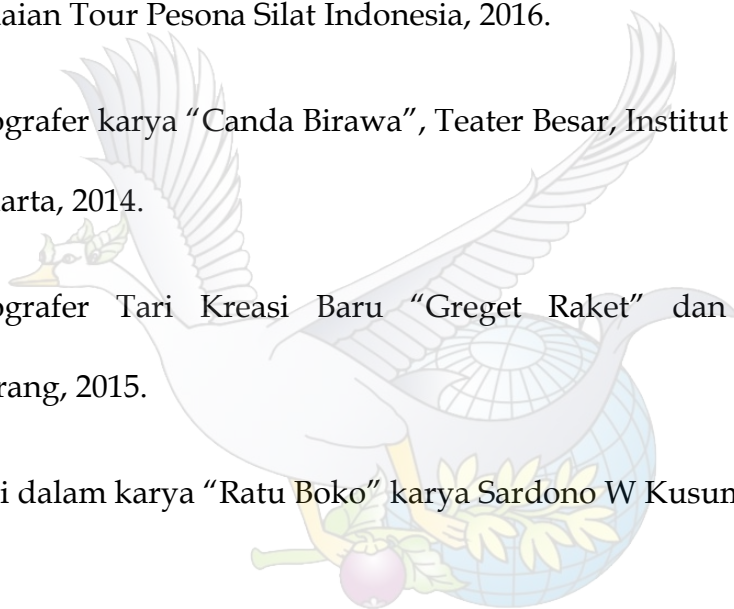 aian Tour Pesona Silat Indonesia, 2016.
ografer karya “Canda Birawa”, Teater Besar, Institut
arta, 2014.
ografer Tari Kreasi Baru “Greget Raket” dan
rang, 2015.
i dalam karya “Ratu Boko” karya Sardono W Kusum